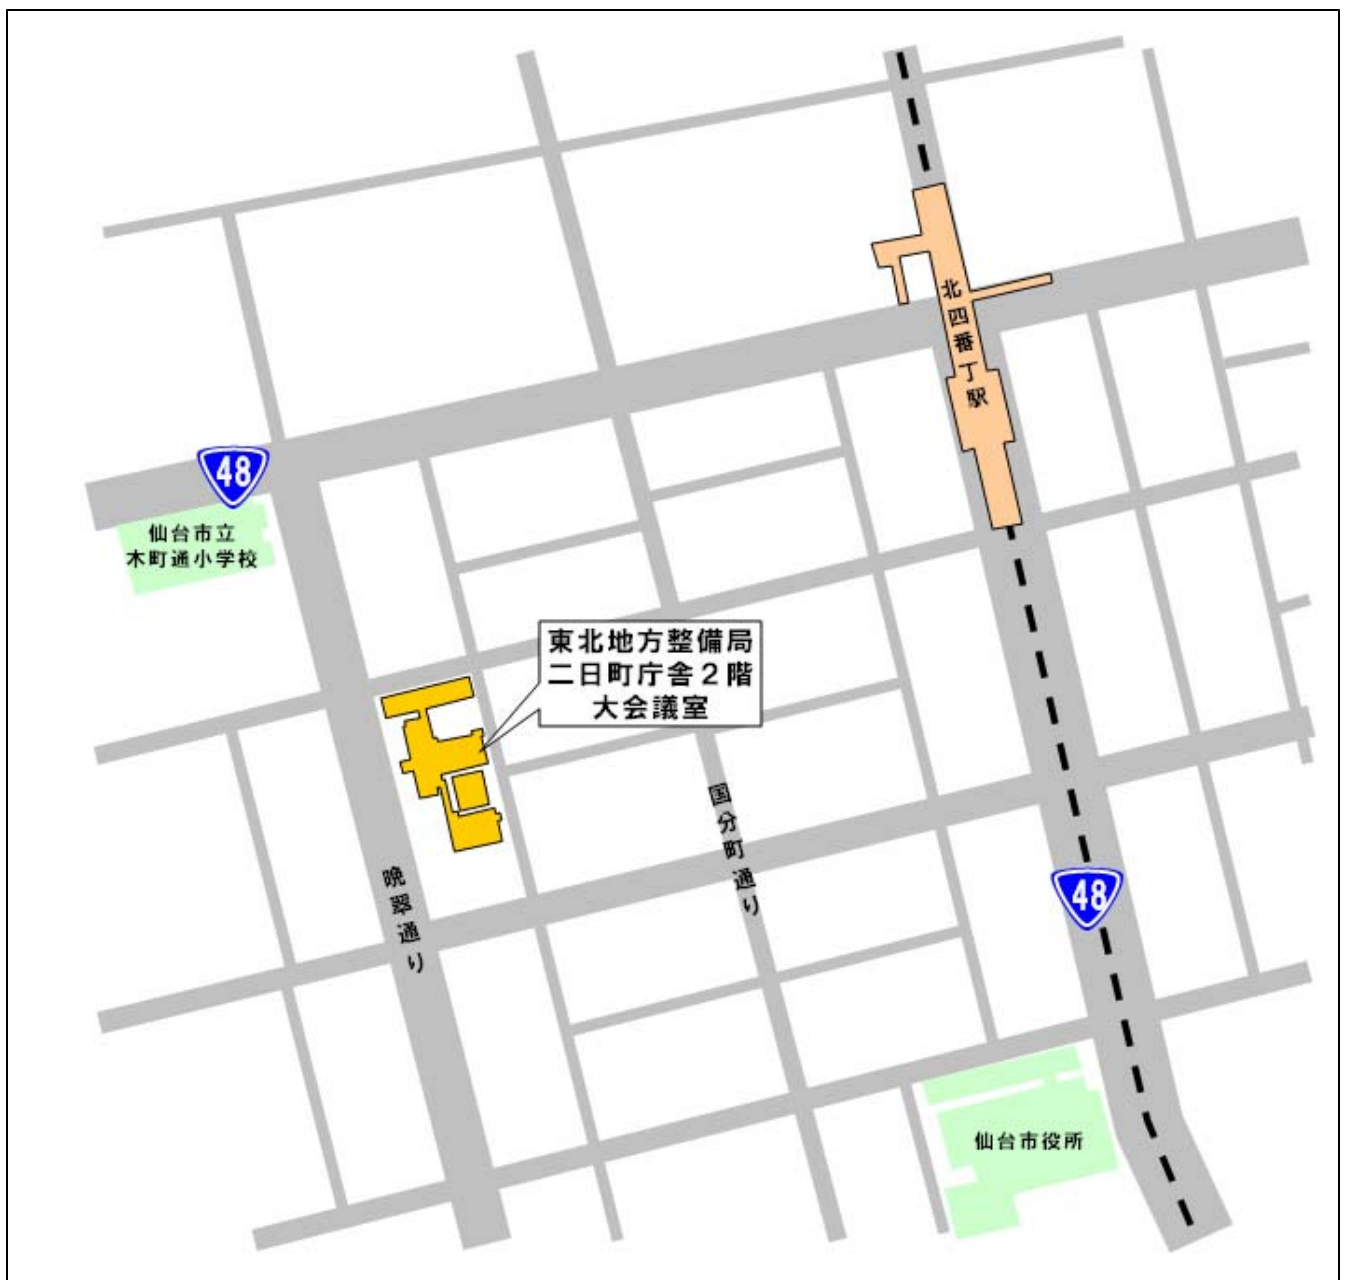 北四番丁駅
48
仙台市立
木町通小学校
東北地方整備局
二日町庁舎２階
大会議室
国分町通り
晩翠通り
48
仙台市役所